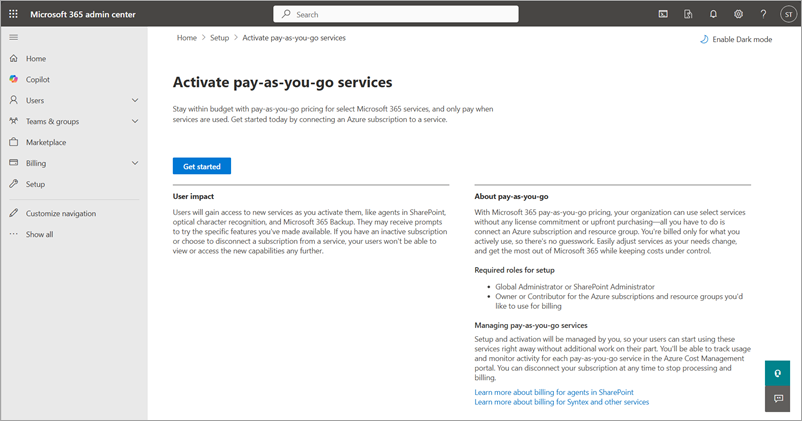 Microsoft 365 admin center
Search
ST
Home
Copilot
Users
Teams & groups
Marketplace
Billing
Setup
Customize navigation
Show all
Home > Setup > Activate pay-as-you-go services
Enable Dark mode
Activate pay-as-you-go services
Stay within budget with pay-as-you-go pricing for select Microsoft 365 services, and only pay when
services are used. Get started today by connecting an Azure subscription to a service.
Get started
User impact
Users will gain access to new services as you activate them, like agents in SharePoint,
optical character recognition, and Microsoft 365 Backup. They may receive prompts
to try the specific features you've made available. If you have an inactive subscription
or choose to disconnect a subscription from a service, your users won't be able to
view or access the new capabilities any further.
About pay-as-you-go
With Microsoft 365 pay-as-you-go pricing, your organization can use select services
without any license commitment or upfront purchasing—all you have to do is
connect an Azure subscription and resource group. You're billed only for what you
actively use, so there's no guesswork. Easily adjust services as your needs change,
and get the most out of Microsoft 365 while keeping costs under control.
Required roles for setup
• Global Administrator or SharePoint Administrator
• Owner or Contributor for the Azure subscriptions and resource groups you'd
like to use for billing
Managing pay-as-you-go services
Setup and activation will be managed by you, so your users can start using these
services right away without additional work on their part. You'll be able to track usage
and monitor activity for each pay-as-you-go service in the Azure Cost Management
portal. You can disconnect your subscription at any time to stop processing and
billing.
Learn more about billing for agents in SharePoint
Learn more about billing for Syntex and other services